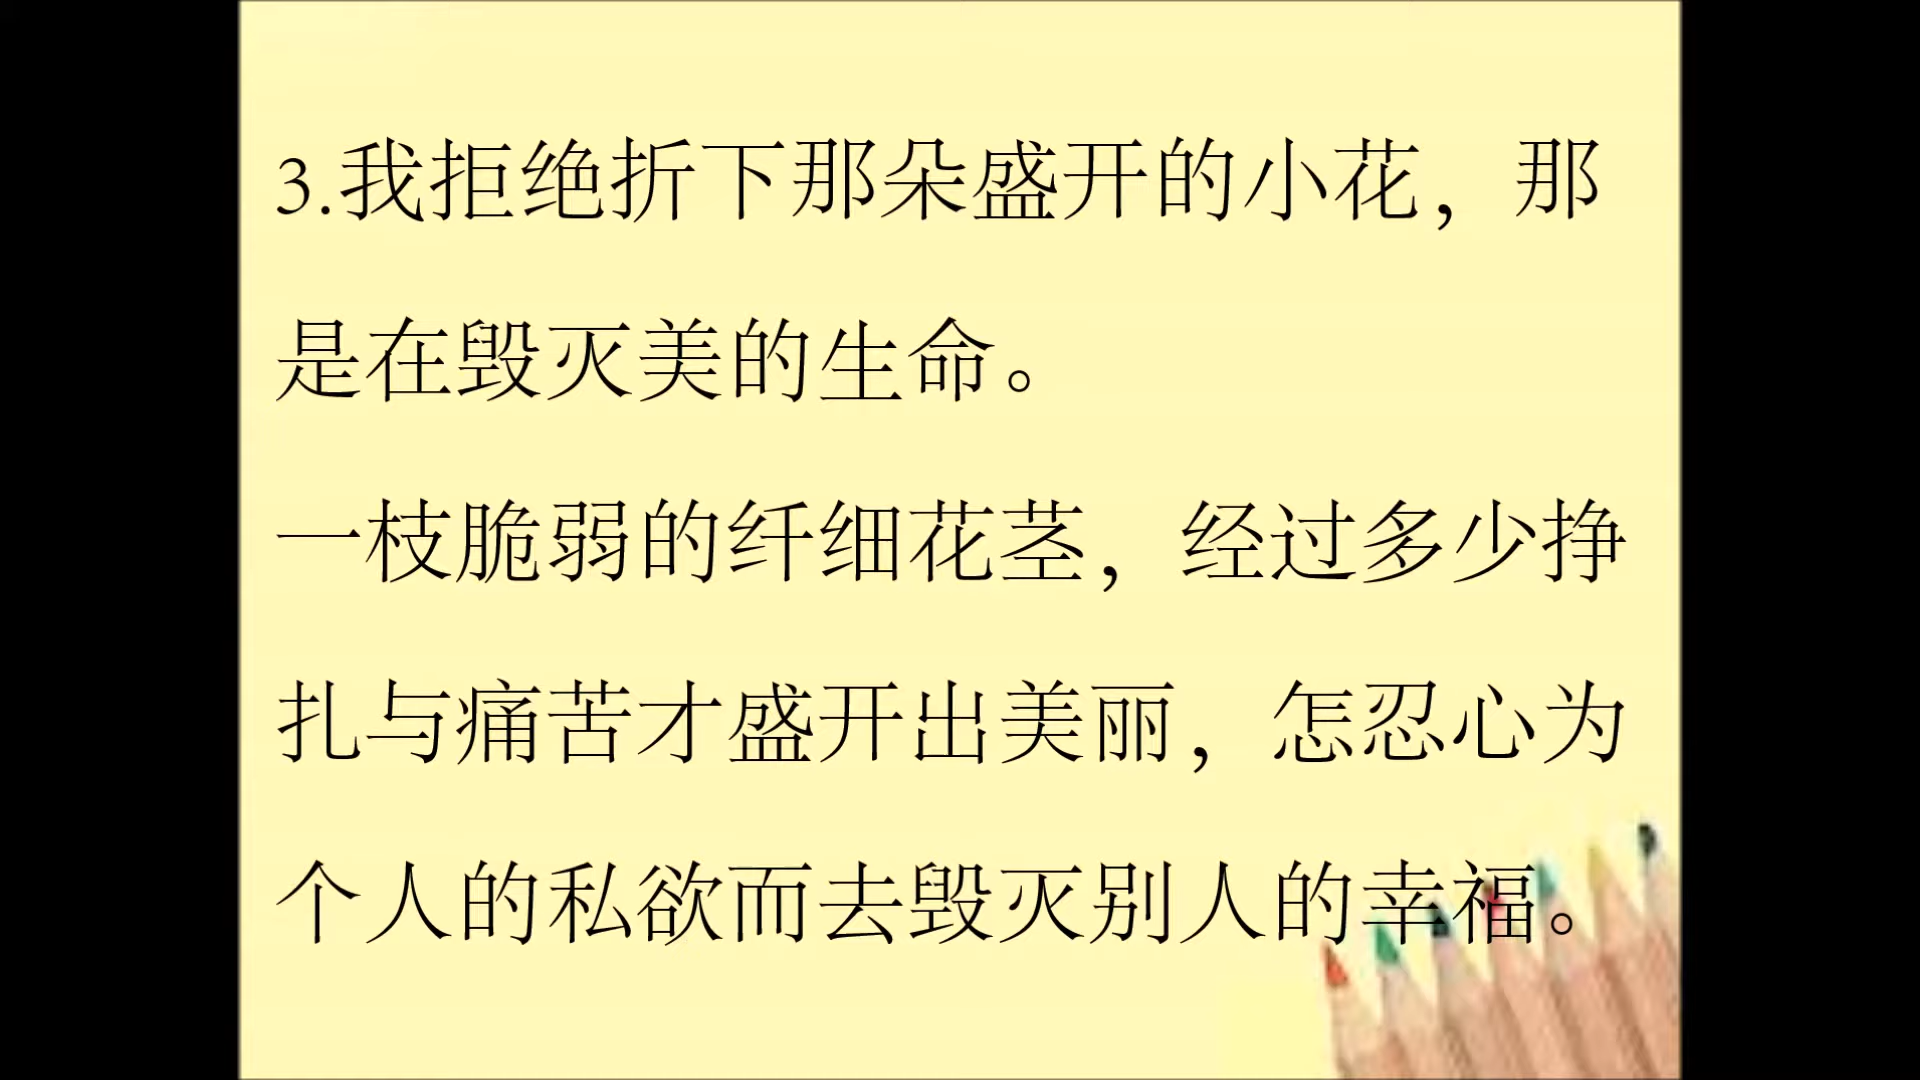 3.我拒绝折下那朵盛开的小花，那
是在毁灭美的生命。
一枝脆弱的纤细花茎，经过多少挣
扎与痛苦才盛开出美丽，怎忍心为
个人的私欲而去毁灭别人的幸福。